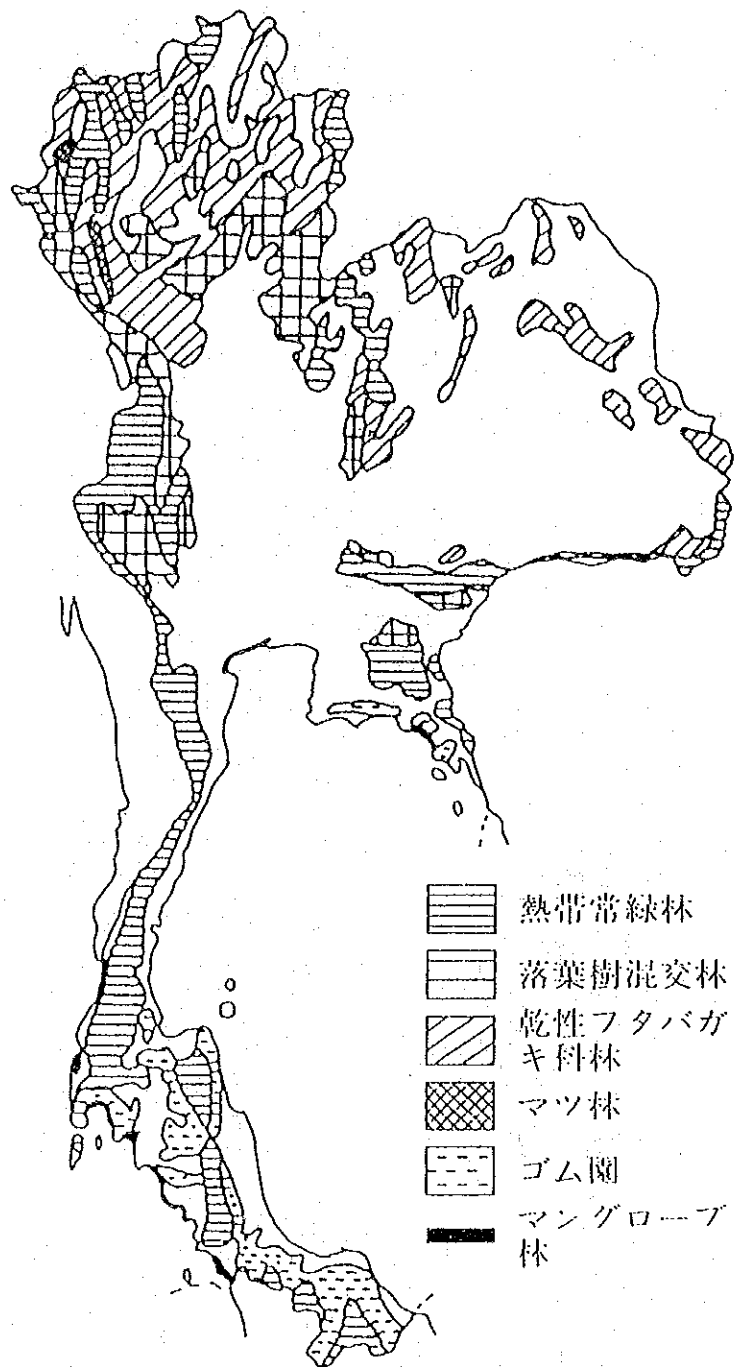 熱帯常緑林
落葉樹混交林
乾性フタバガ
キ科林
マツ林
ゴム園
マングローブ
林